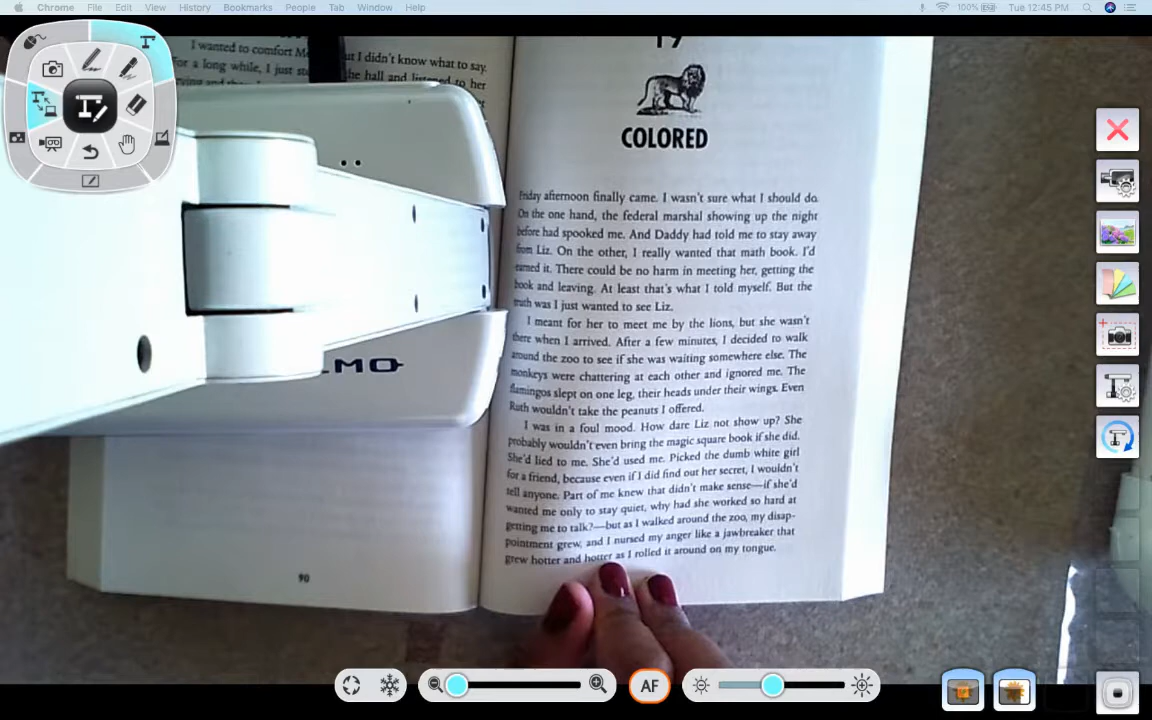 Chrome File Edit View History Bookmarks People Tab Window Help
100% Tue 12:45 PM
I wanted to comfort
ut I didn't know what to say.
For a long while, I just
the hall and listened to her
19
COLORED
Friday afternoon finally came. I wasn't sure what I should do.
On the one hand, the federal marshal showing up the night
before had spooked me. And Daddy had told me to stay away
from Liz. On the other, I really wanted that math book. I'd
earned it. There could be no harm in meeting her, getting the
book and leaving. At least that's what I told myself. But the
truth was I just wanted to see Liz.
I meant for her to meet me by the lions, but she wasn't
there when I arrived. After a few minutes, I decided to walk
around the zoo to see if she was waiting somewhere else. The
monkeys were chattering at each other and ignored me. The
flamingos slept on one leg, their heads under their wings. Even
Ruth wouldn't take the peanuts I offered.
I was in a foul mood. How dare Liz not show up? She
probably wouldn't even bring the magic square book if she did.
She'd lied to me. She'd used me. Picked the dumb white girl
for a friend, because even if I did find out her secret, I wouldn't
tell anyone. Part of me knew that didn't make sense—if she'd
wanted me only to stay quiet, why had she worked so hard at
getting me to talk?—but as I walked around the zoo, my disap-
pointment grew, and I nursed my anger like a jawbreaker that
grew hotter and hotter as I rolled it around on my tongue.
MO
90
AF